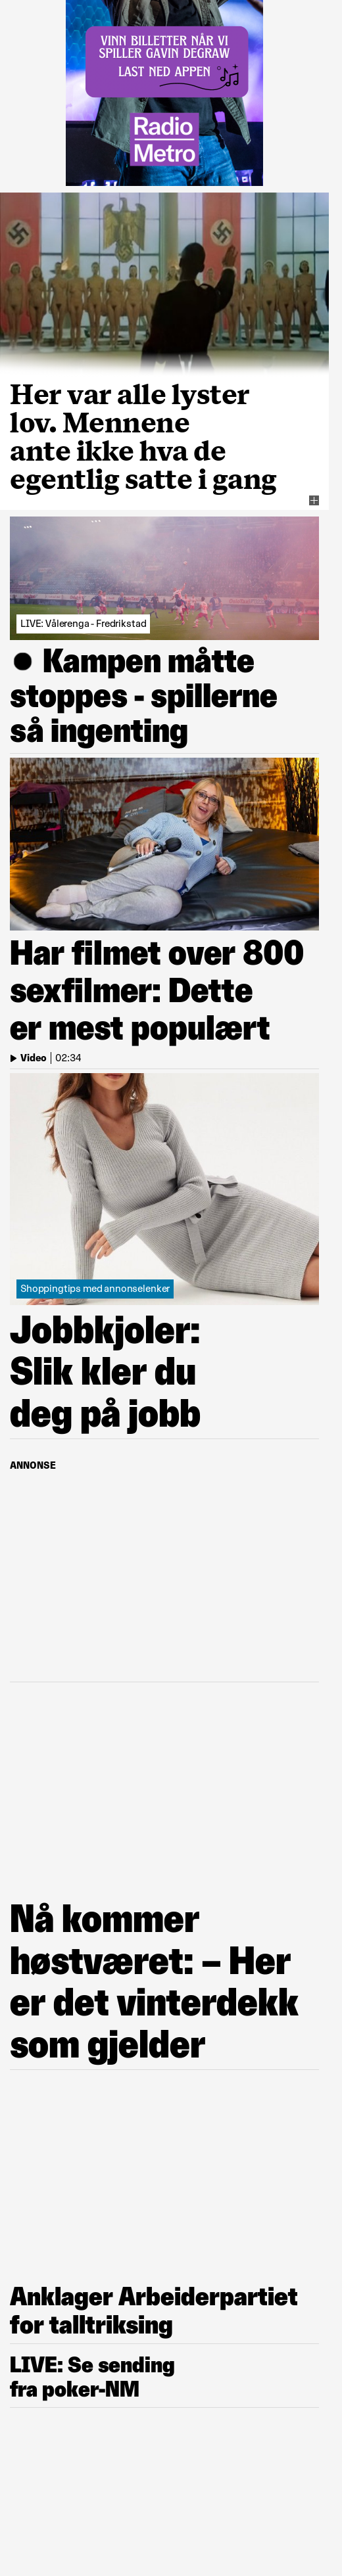 VINN BILLETTER NÅR VI
SPILLER GAVIN DEGRAW
LAST NED APPEN
Radio
Metro
Her var alle lyster
lov. Mennene
ante ikke hva de
egentlig satte i gang
LIVE: Vålerenga - Fredrikstad
Kampen måtte
stoppes - spillerne
så ingenting
Har filmet over 800
sexfilmer: Dette
er mest populært
Video | 02:34
Shoppingtips med annonselenker
Jobbkjoler:
Slik kler du
deg på jobb
ANNONSE
Nå kommer
høstværet: – Her
er det vinterdekk
som gjelder
Anklager Arbeiderpartiet
for talltriksing
LIVE: Se sending
fra poker-NM